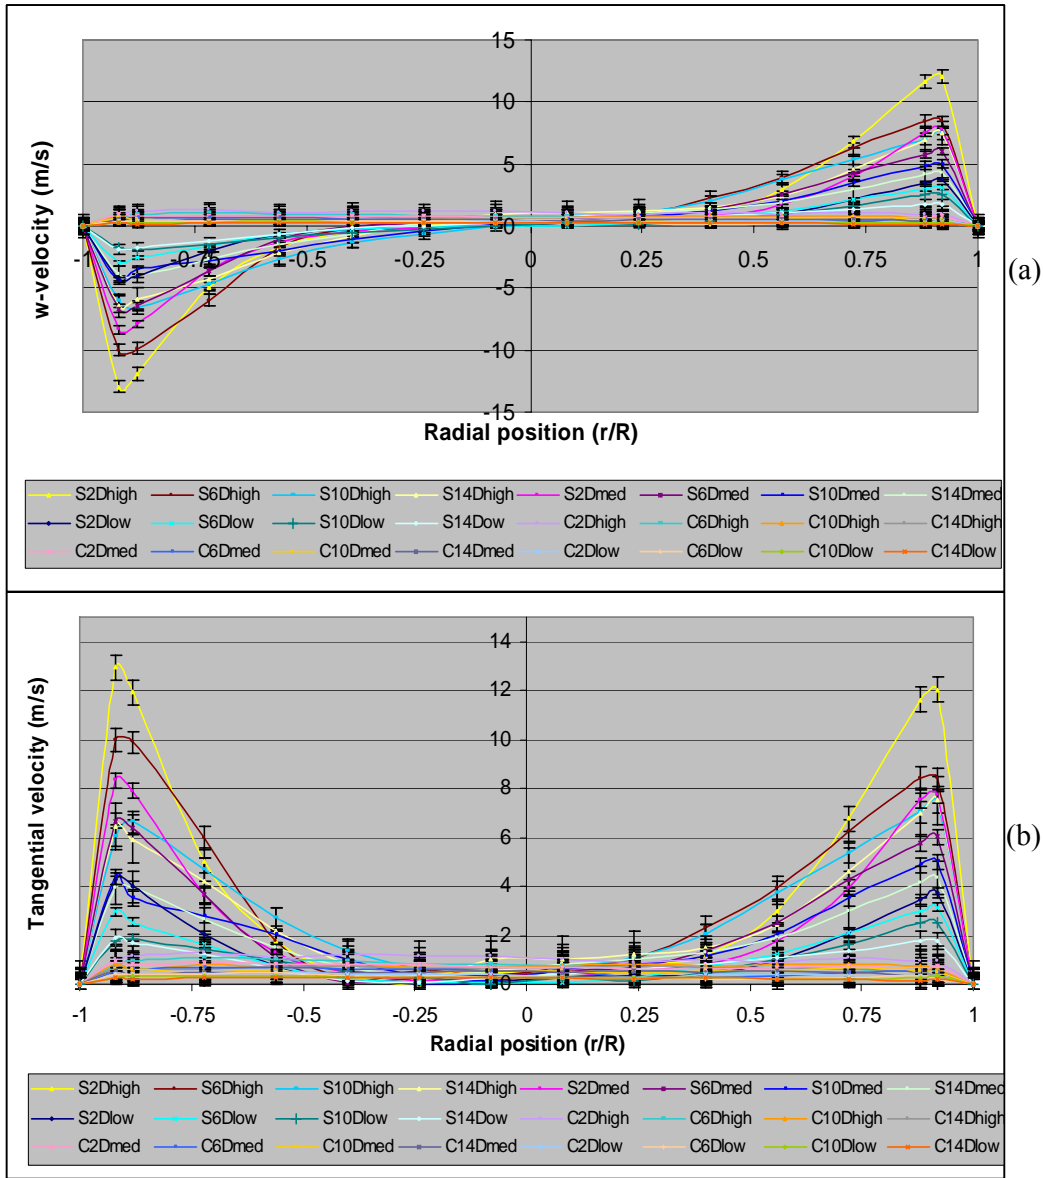 15
10
5
0
-5
-10
-15
-1 -0.75 -0.5 -0.25 0 0.25 0.5 0.75 1
w-velocity (m/s)
Radial position (r/R)
(a)
S2Dhigh S6Dhigh S10Dhigh S14Dhigh S2Dmed S6Dmed S10Dmed S14Dmed
S2Dlow S6Dlow S10Dlow S14Dow C2Dhigh C6Dhigh C10Dhigh C14Dhigh
C2Dmed C6Dmed C10Dmed C14Dmed C2Dlow C6Dlow C10Dlow C14Dlow
14
12
10
8
6
4
2
0
-1 -0.75 -0.5 -0.25 0 0.25 0.5 0.75 1
Tangential velocity (m/s)
Radial position (r/R)
(b)
S2Dhigh S6Dhigh S10Dhigh S14Dhigh S2Dmed S6Dmed S10Dmed S14Dmed
S2Dlow S6Dlow S10Dlow S14Dow C2Dhigh C6Dhigh C10Dhigh C14Dhigh
C2Dmed C6Dmed C10Dmed C14Dmed C2Dlow C6Dlow C10Dlow C14Dlow